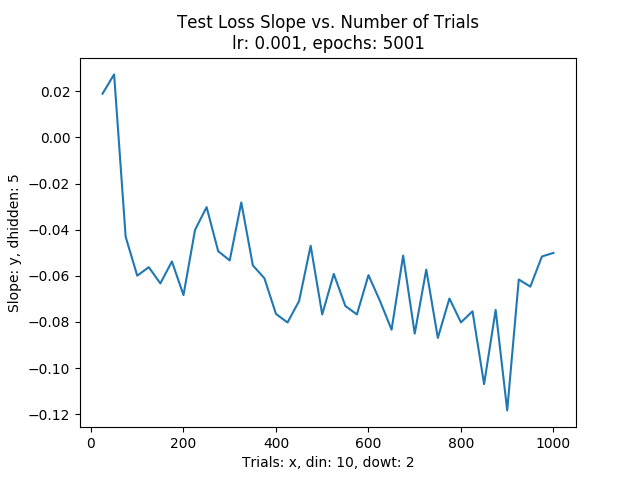 Test Loss Slope vs. Number of Trials
lr: 0.001, epochs: 5001
0.02
0.00
−0.02
−0.04
−0.06
−0.08
−0.10
−0.12
Slope: y, dhidden: 5
0 200 400 600 800 1000
Trials: x, din: 10, dowt: 2